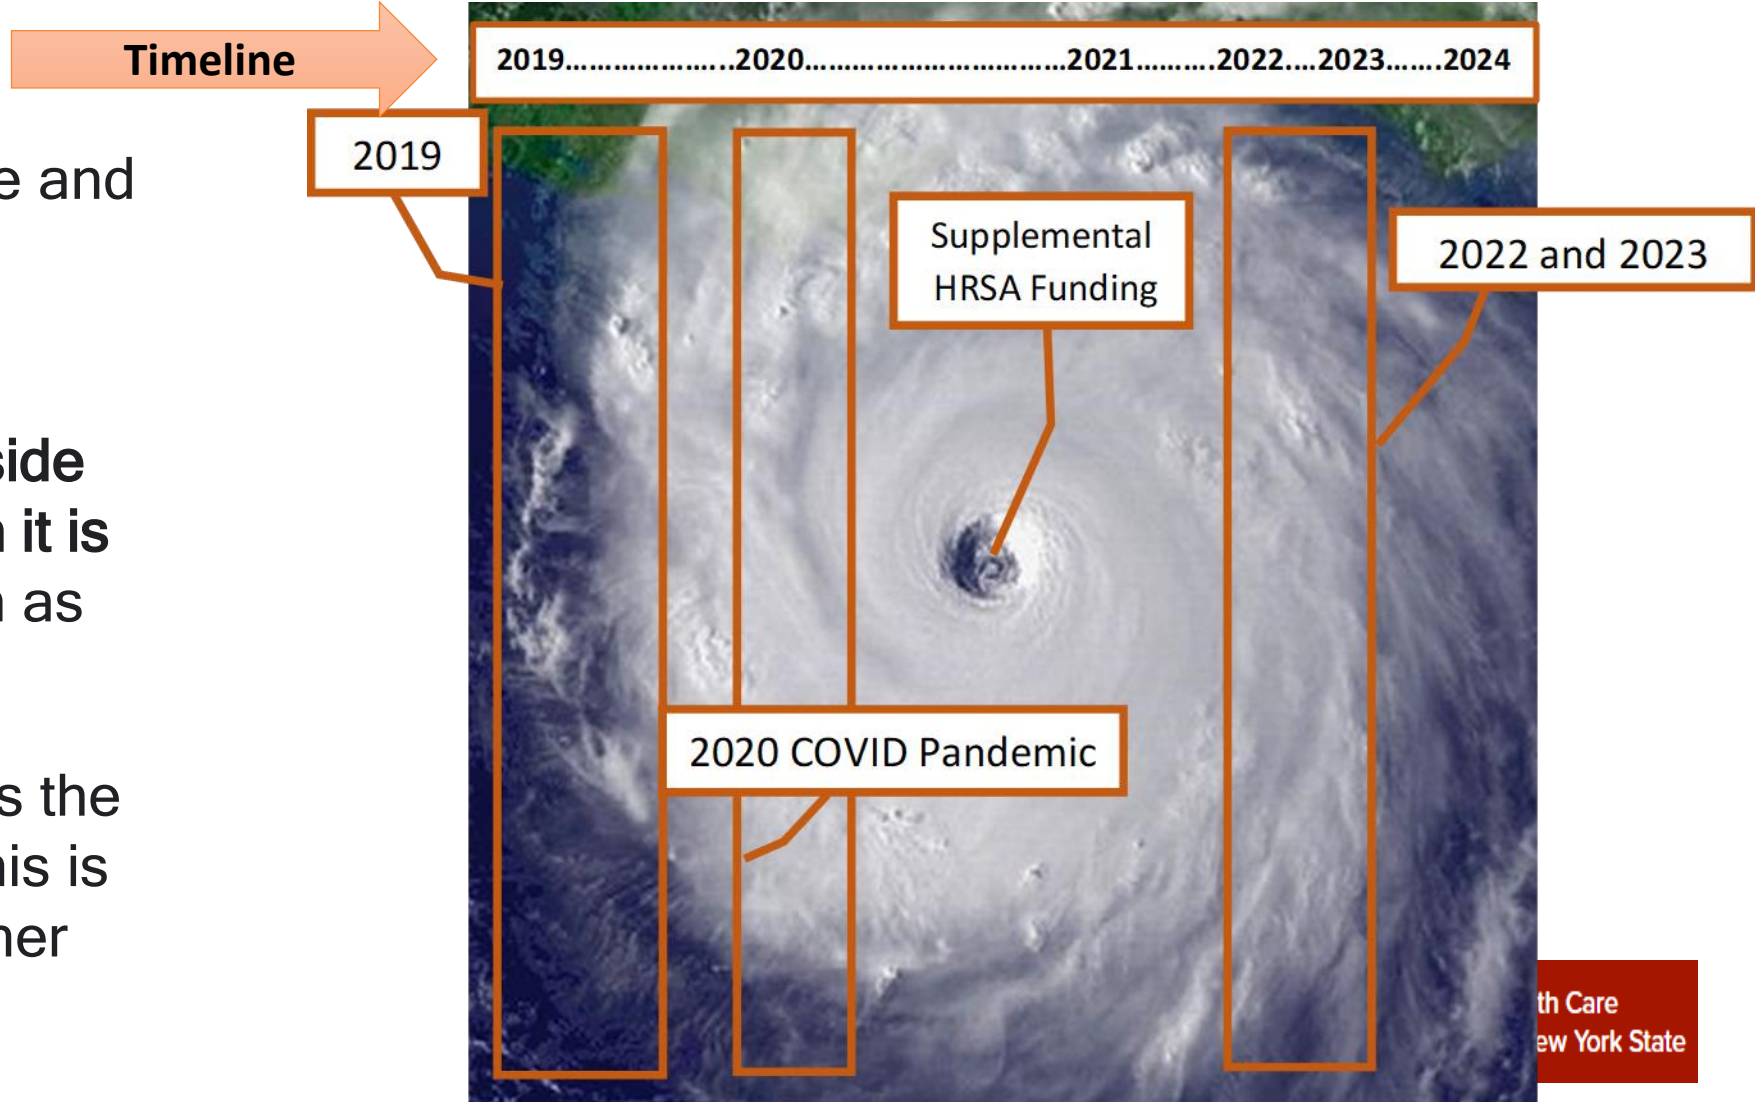 Timeline
2019.....................2020................................2021..........2022....2023.......2024
2019
e and
Supplemental
HRSA Funding
2022 and 2023
side
it is
as
2020 COVID Pandemic
s the
is is
ner
th Care
ew York State